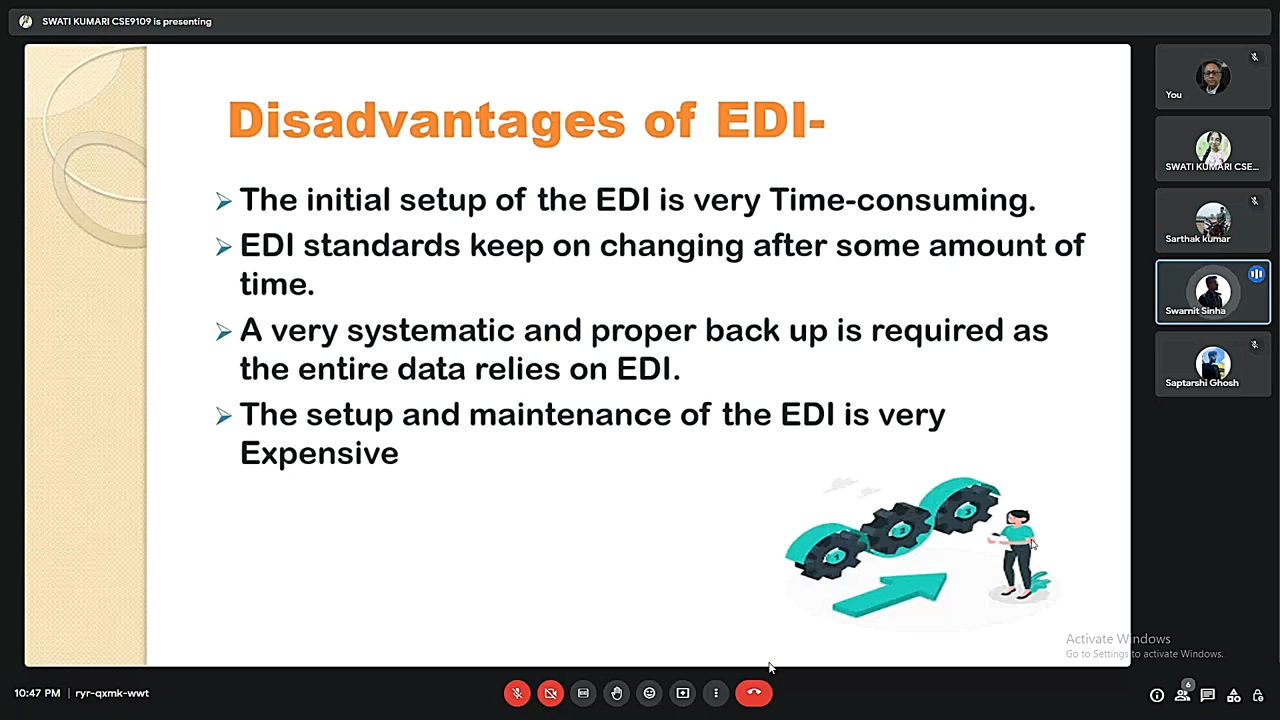 SWATI KUMARI CSE9109 is presenting
Disadvantages of EDI-
The initial setup of the EDI is very Time-consuming.
EDI standards keep on changing after some amount of
time.
A very systematic and proper back up is required as
the entire data relies on EDI.
The setup and maintenance of the EDI is very
Expensive
1
2
3
You
SWATI KUMARI CSE...
Sarthak kumar
Swarnit Sinha
Saptarshi Ghosh
Activate Windows
Go to Settings to activate Windows.
10:47 PM | ryr-qxmk-wwt
6